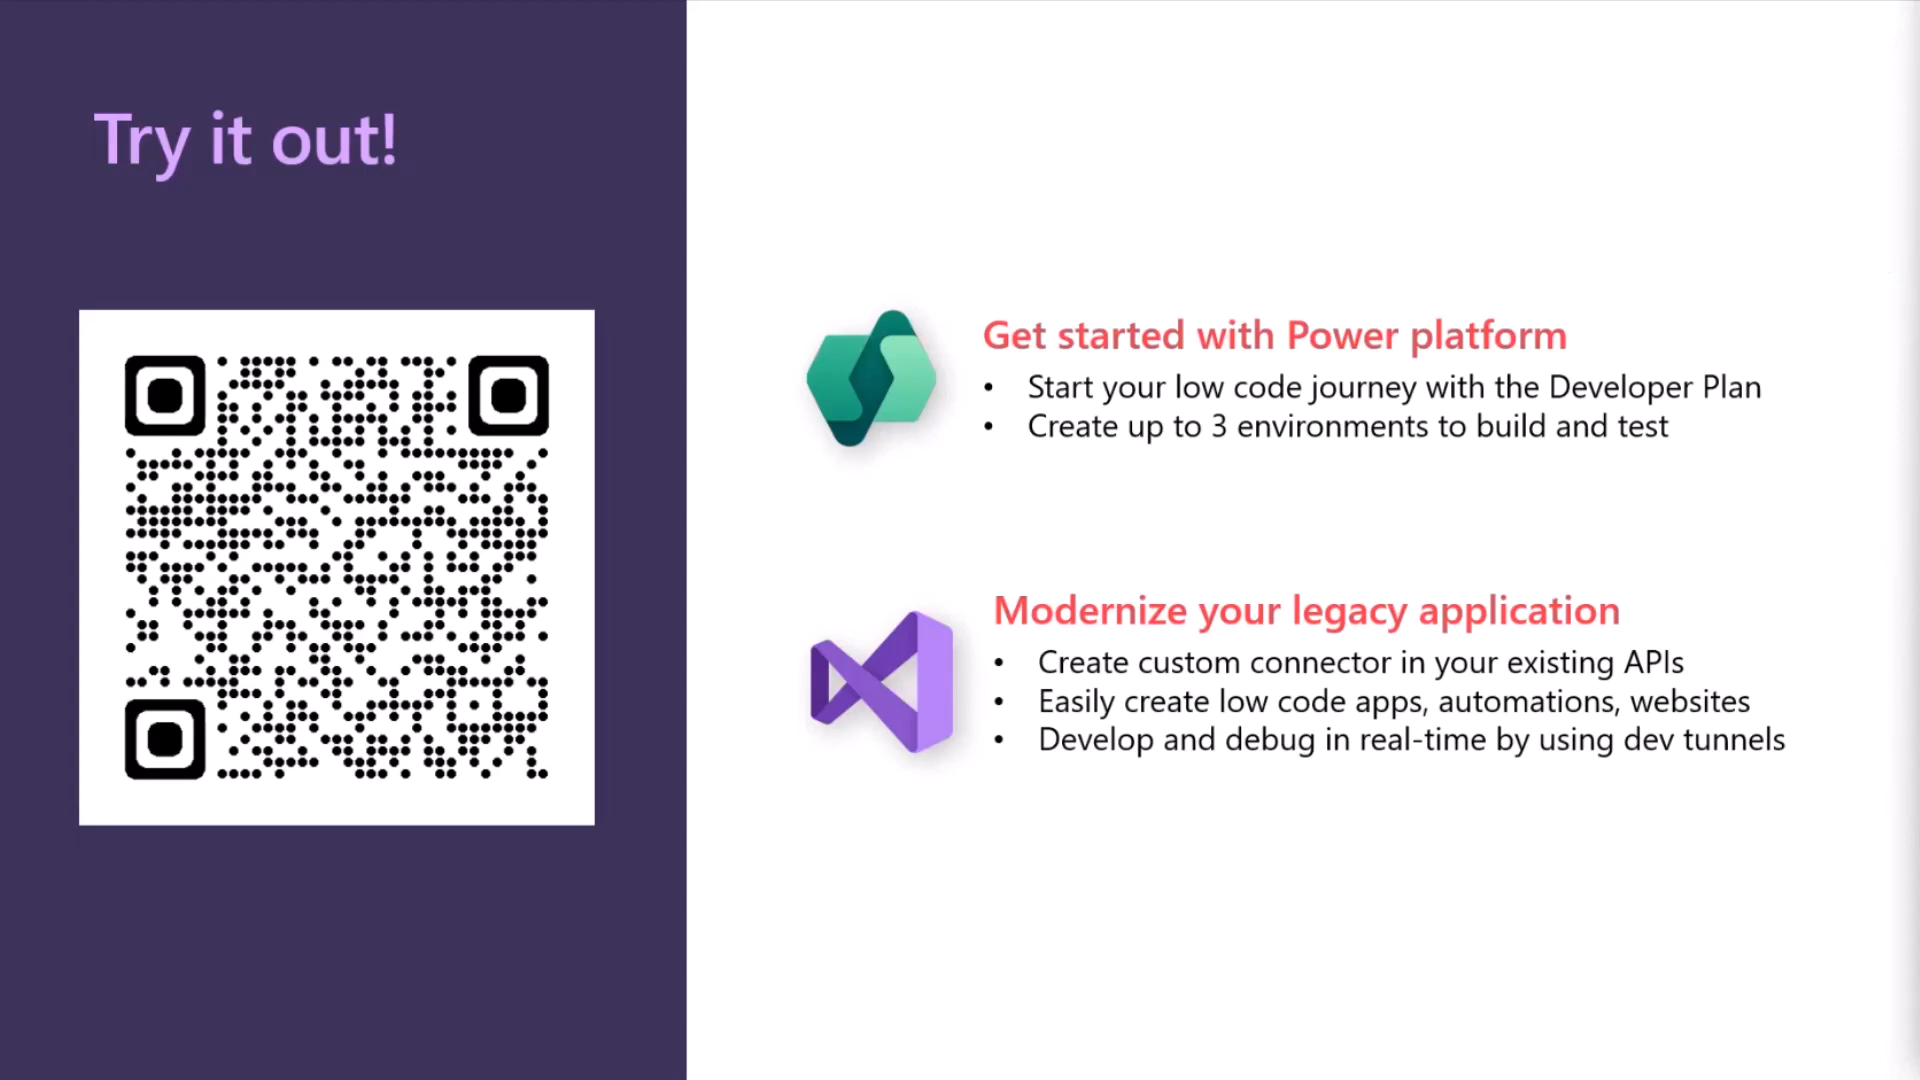 Try it out!
Get started with Power platform
• Start your low code journey with the Developer Plan
• Create up to 3 environments to build and test
Modernize your legacy application
• Create custom connector in your existing APIs
• Easily create low code apps, automations, websites
• Develop and debug in real-time by using dev tunnels